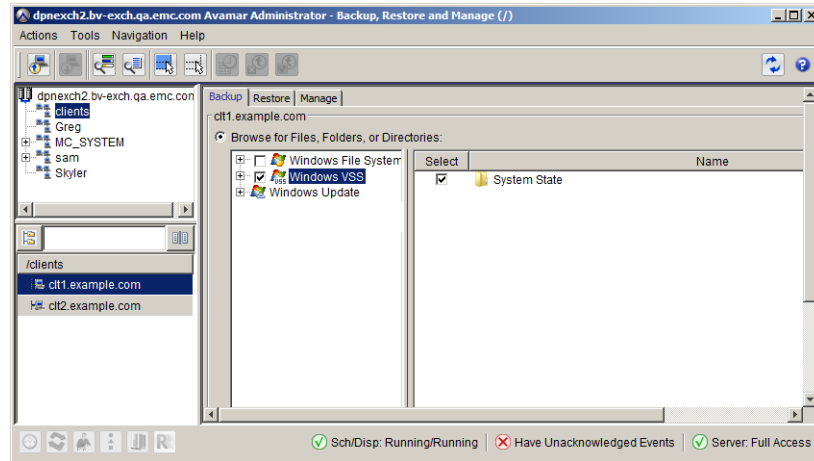 dpnexch2.bv-exch.qa.emc.com Avamar Administrator - Backup, Restore and Manage (/)
Actions Tools Navigation Help
dpnexch2.bv-exch.qa.emc.con
clients
Greg
MC_SYSTEM
sam
Skyler
/clients
clt1.example.com
clt2.example.com
Backup Restore Manage
clt1.example.com
Browse for Files, Folders, or Directories:
Windows File System
Windows VSS
Windows Update
Select Name
System State
Sch/Disp: Running/Running Have Unacknowledged Events Server: Full Access